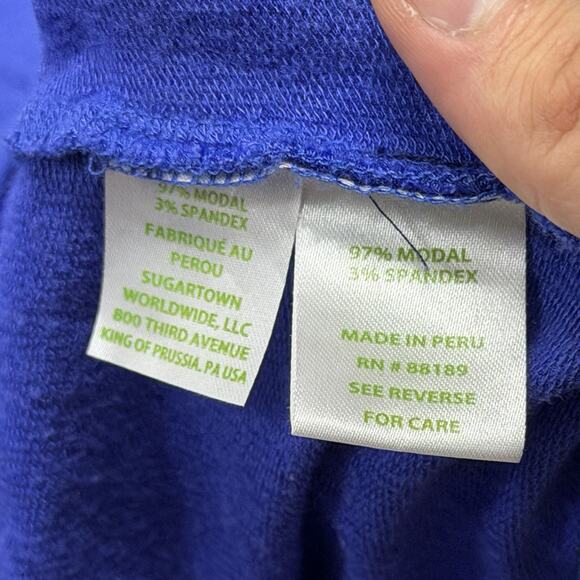 97% MODAL
3% SPANDEX
FABRIQUÉ AU
PEROU
SUGARTOWN
WORLDWIDE, LLC
800 THIRD AVENUE
KING OF PRUSSIA, PA USA
97% MODAL
3% SPANDEX
MADE IN PERU
RN # 88189
SEE REVERSE
FOR CARE